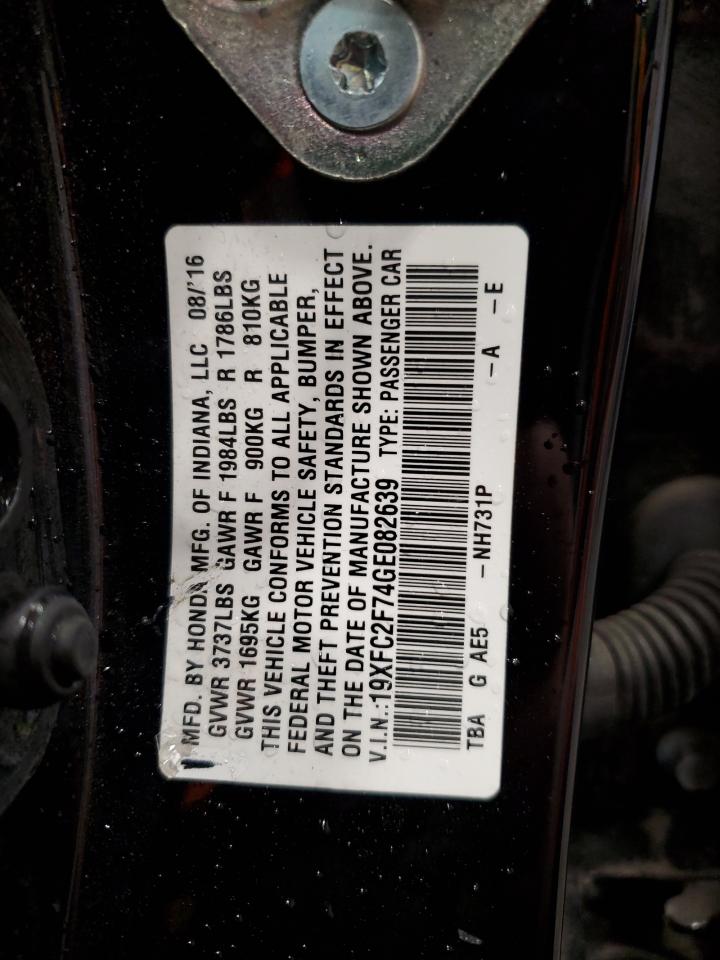 MFD. BY HONDA MFG. OF INDIANA, LLC 08/'16
GVWR 3737LBS GAWR F 1984LBS R 1786LBS
GVWR 1695KG GAWR F 900KG R 810KG
THIS VEHICLE CONFORMS TO ALL APPLICABLE
FEDERAL MOTOR VEHICLE SAFETY, BUMPER,
AND THEFT PREVENTION STANDARDS IN EFFECT
ON THE DATE OF MANUFACTURE SHOWN ABOVE.
V.I.N.:19XFC2F74GE082639 TYPE: PASSENGER CAR
TBA G AE5 -NH731P -A -E